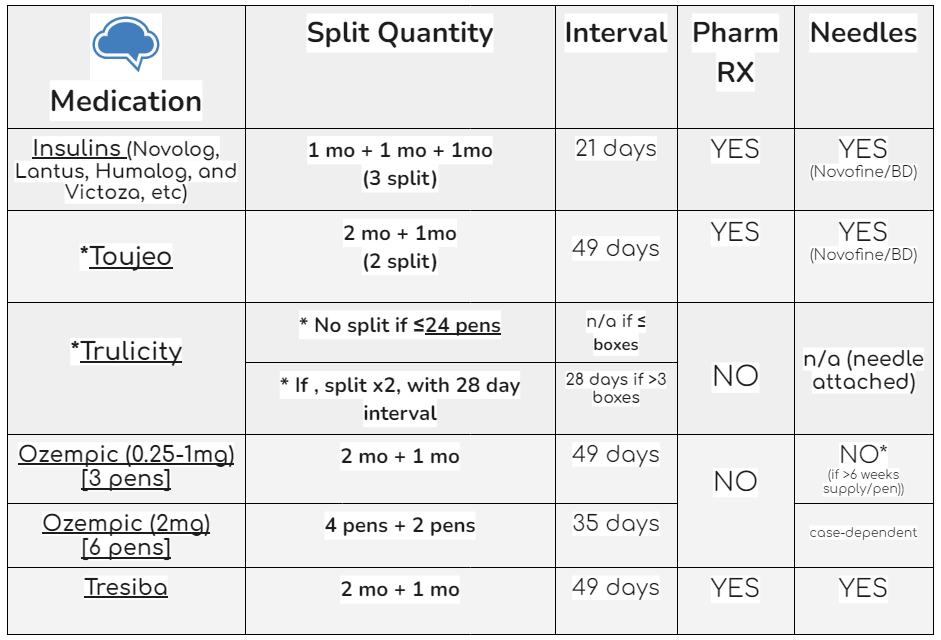 Medication
Split Quantity
Interval
Pharm
RX
Needles
Insulins (Novolog,
Lantus, Humalog, and
Victoza, etc)
1 mo + 1 mo + 1mo
(3 split)
21 days
YES
YES
(Novofine/BD)
*Toujeo
2 mo + 1mo
(2 split)
49 days
YES
YES
(Novofine/BD)
*Trulicity
* No split if ≤24 pens
n/a if ≤
boxes
* If , split x2, with 28 day
interval
28 days if >3
boxes
NO
n/a (needle
attached)
Ozempic (0.25-1mg)
[3 pens]
2 mo + 1 mo
49 days
NO
NO*
(if >6 weeks
supply/pen))
Ozempic (2mg)
[6 pens]
4 pens + 2 pens
35 days
case-dependent
Tresiba
2 mo + 1 mo
49 days
YES
YES